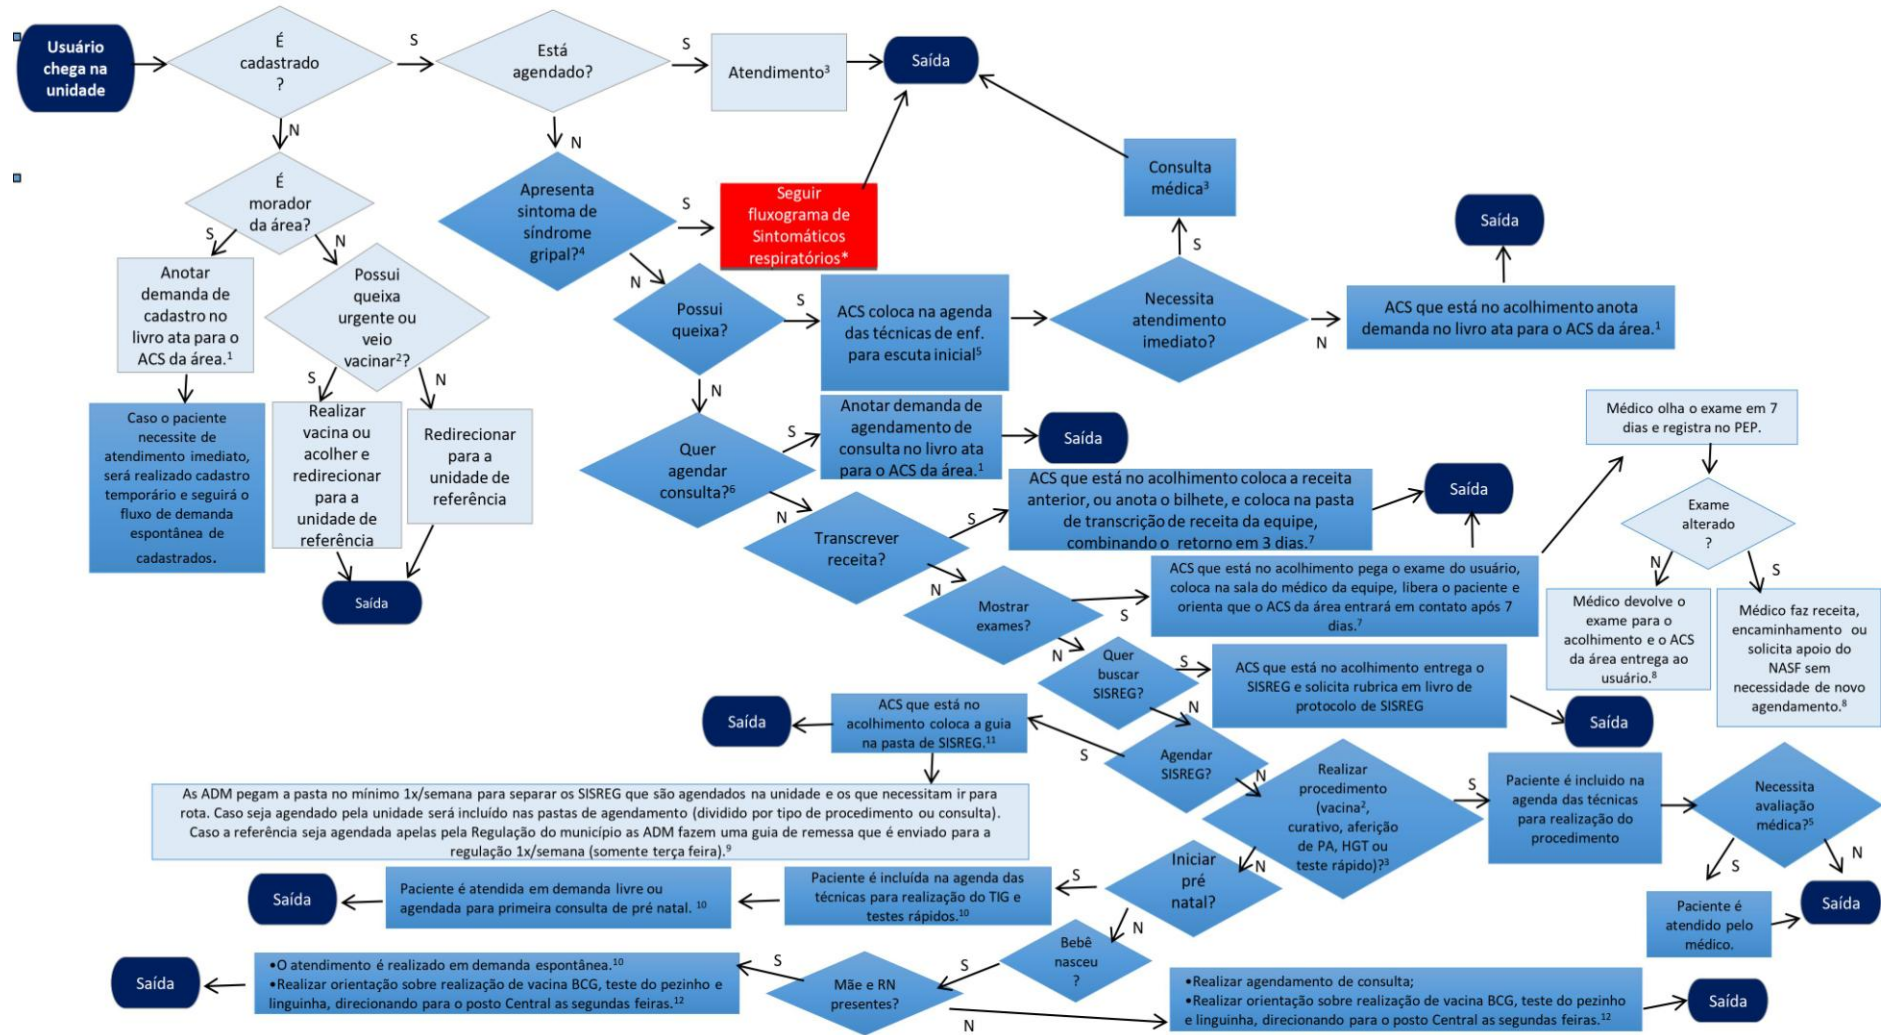 Usuário
chega na
unidade
É
cadastrado
?
S
Está
agendado?
S
Atendimento³
Saída
N
N
É
morador
da área?
S
N
Anotar
demanda de
cadastro no
livro ata para o
ACS da área.¹
Caso o paciente
necessite de
atendimento imediato,
será realizado cadastro
temporário e seguirá o
fluxo de demanda
espontânea de
cadastrados.
Possui
queixa
urgente ou
veio
vacinar²?
S
N
Realizar
vacina ou
acolher e
redirecionar
para a
unidade de
referência
Redirecionar
para a
unidade de
referência
Saída
Apresenta
sintoma de
síndrome
gripal?⁴
S
Seguir
fluxograma de
Sintomáticos
respiratórios*
N
Possui
queixa?
S
ACS coloca na agenda
das técnicas de enf.
para escuta inicial⁵
Necessita
atendimento
imediato?
S
Consulta
médica³
N
ACS que está no acolhimento anota
demanda no livro ata para o ACS da área.¹
Saída
N
Quer
agendar
consulta?⁶
S
Anotar demanda de
agendamento de
consulta no livro ata
para o ACS da área.¹
Saída
N
Transcrever
receita?
S
ACS que está no acolhimento coloca a receita
anterior, ou anota o bilhete, e coloca na pasta
de transcrição de receita da equipe,
combinando o retorno em 3 dias.⁷
Saída
N
Mostrar
exames?
S
ACS que está no acolhimento pega o exame do usuário,
coloca na sala do médico da equipe, libera o paciente e
orienta que o ACS da área entrará em contato após 7
dias.⁷
Médico olha o exame em 7
dias e registra no PEP.
Exame
alterado
?
N
S
Médico devolve o
exame para o
acolhimento e o ACS
da área entrega ao
usuário.⁸
Médico faz receita,
encaminhamento ou
solicita apoio do
NASF sem
necessidade de novo
agendamento.⁸
N
Quer
buscar
SISREG?
S
ACS que está no acolhimento entrega o
SISREG e solicita rubrica em livro de
protocolo de SISREG
Saída
N
Agendar
SISREG?
S
ACS que está no
acolhimento coloca a guia
na pasta de SISREG.¹¹
Saída
As ADM pegam a pasta no mínimo 1x/semana para separar os SISREG que são agendados na unidade e os que necessitam ir para
rota. Caso seja agendado pela unidade será incluído nas pastas de agendamento (dividido por tipo de procedimento ou consulta).
Caso a referência seja agendada apelas pela Regulação do município as ADM fazem uma guia de remessa que é enviado para a
regulação 1x/semana (somente terça feira).⁹
N
Realizar
procedimento
(vacina²,
curativo, aferição
de PA, HGT ou
teste rápido)?³
S
Paciente é incluido na
agenda das técnicas
para realização do
procedimento
Necessita
avaliação
médica?⁵
S
N
Paciente é
atendido pelo
médico.
Saída
N
Iniciar
pré
natal?
S
Paciente é incluída na agenda das
técnicas para realização do TIG e
testes rápidos.¹⁰
Paciente é atendida em demanda livre ou
agendada para primeira consulta de pré natal. ¹⁰
Saída
N
Bebê
nasceu
?
S
Mãe e RN
presentes?
S
•O atendimento é realizado em demanda espontânea.¹⁰
•Realizar orientação sobre realização de vacina BCG, teste do pezinho e
linguinha, direcionando para o posto Central as segundas feiras.¹²
Saída
N
•Realizar agendamento de consulta;
•Realizar orientação sobre realização de vacina BCG, teste do pezinho
e linguinha, direcionando para o posto Central as segundas feiras.¹²
Saída